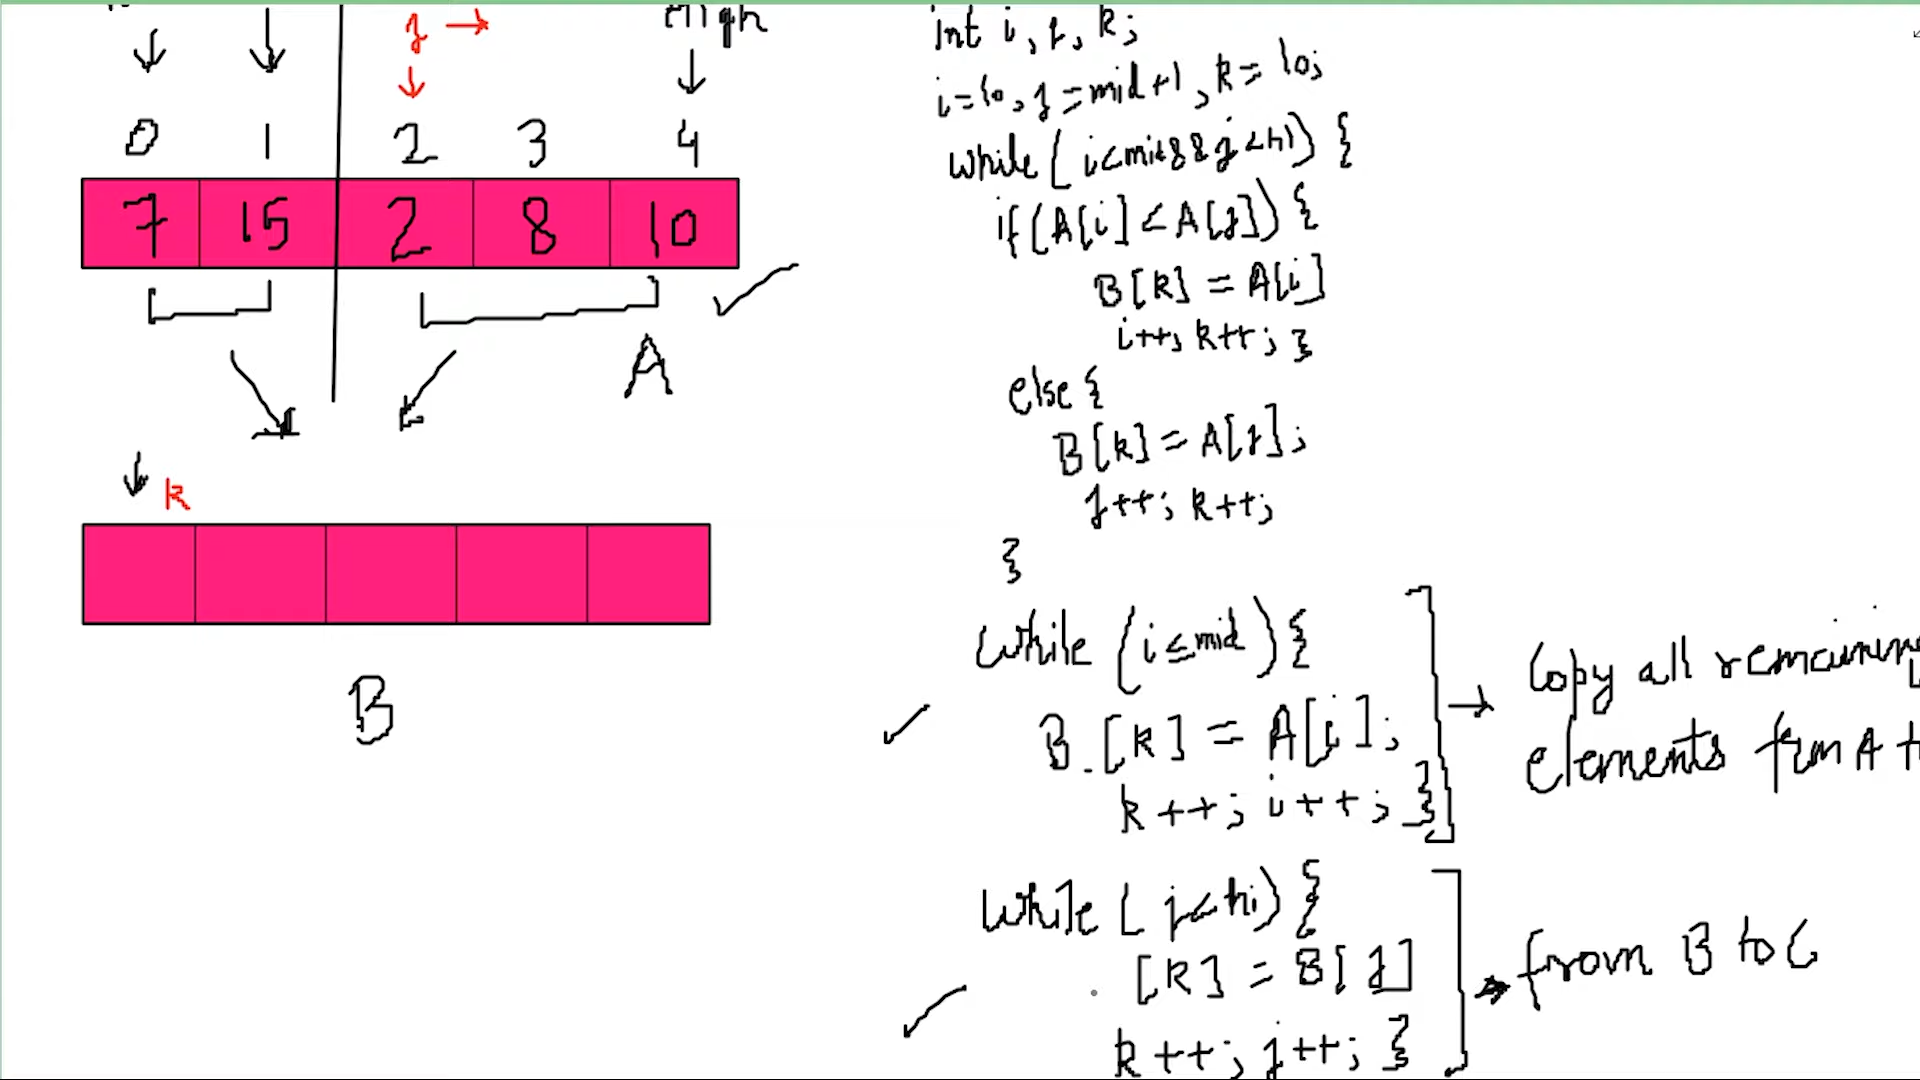 j →
High
0 1 2 3 4
7 15 2 8 10
A
k
B
int i, j, k;
i=lo, j=mid+1, k=lo;
while(i<mid&&j<hi) {
if(A[i]<A[j]) {
B[k] = A[i]
i++; k++; }
else {
B[k] = A[j];
j++; k++;
}
while (i≤mid) {
B.[k] = A[i];
k++; i++; }
Copy all remaining
elements from A
while( j<hi) {
[k] = B[j]
k++; j++; }
from B to C